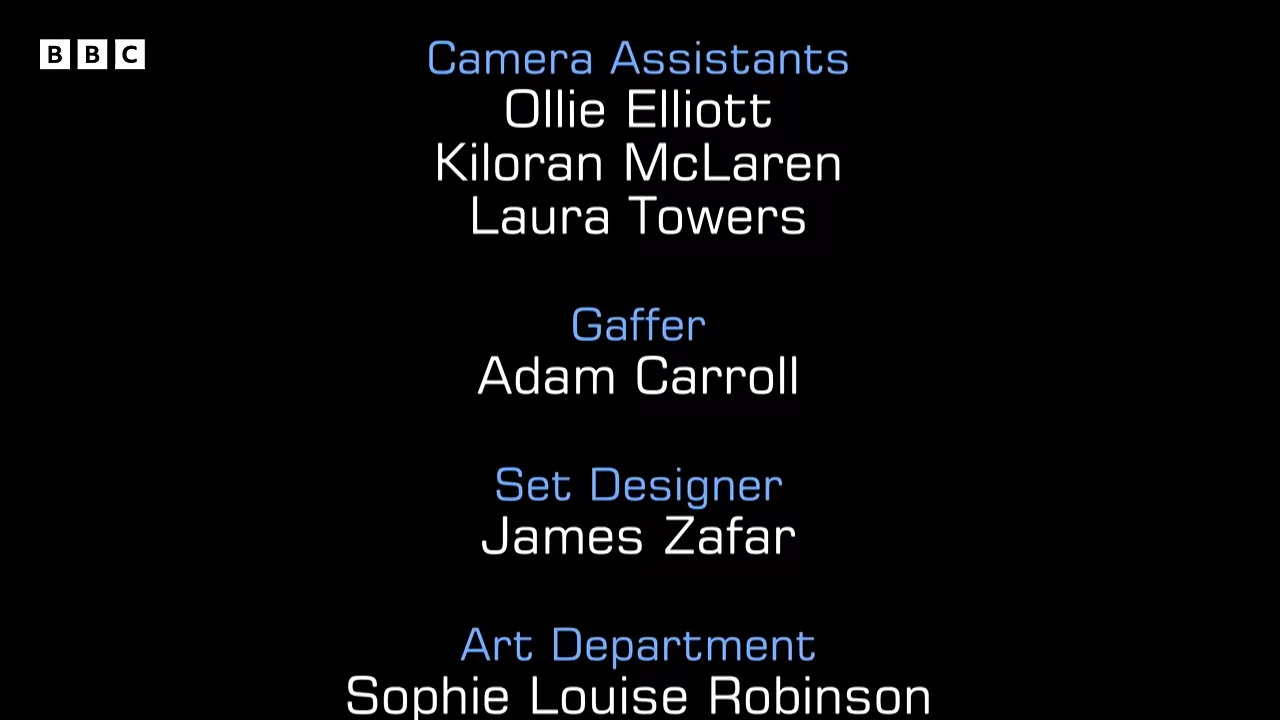 BBC
Camera Assistants
Ollie Elliott
Kiloran McLaren
Laura Towers
Gaffer
Adam Carroll
Set Designer
James Zafar
Art Department
Sophie Louise Robinson